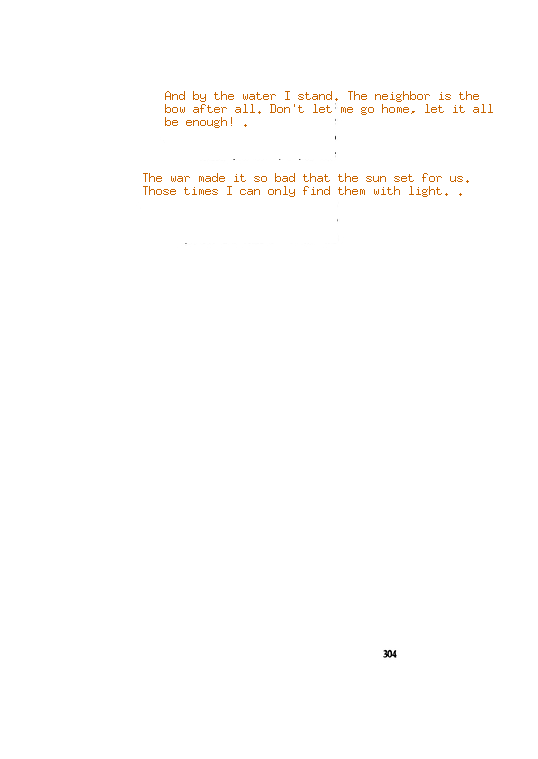 And by the water I stand. The neighbor is the
bow after all. Don't let me go home, let it all
be enough! .
The war made it so bad that the sun set for us.
Those times I can only find them with light. .
304